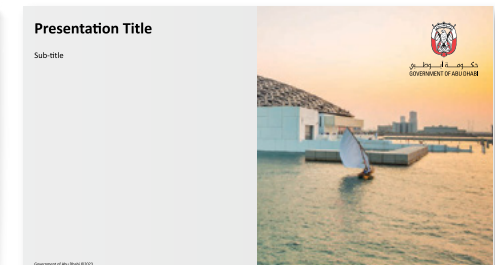 Presentation Title
Sub-title
حكومة أبوظبي
GOVERNMENT OF ABU DHABI